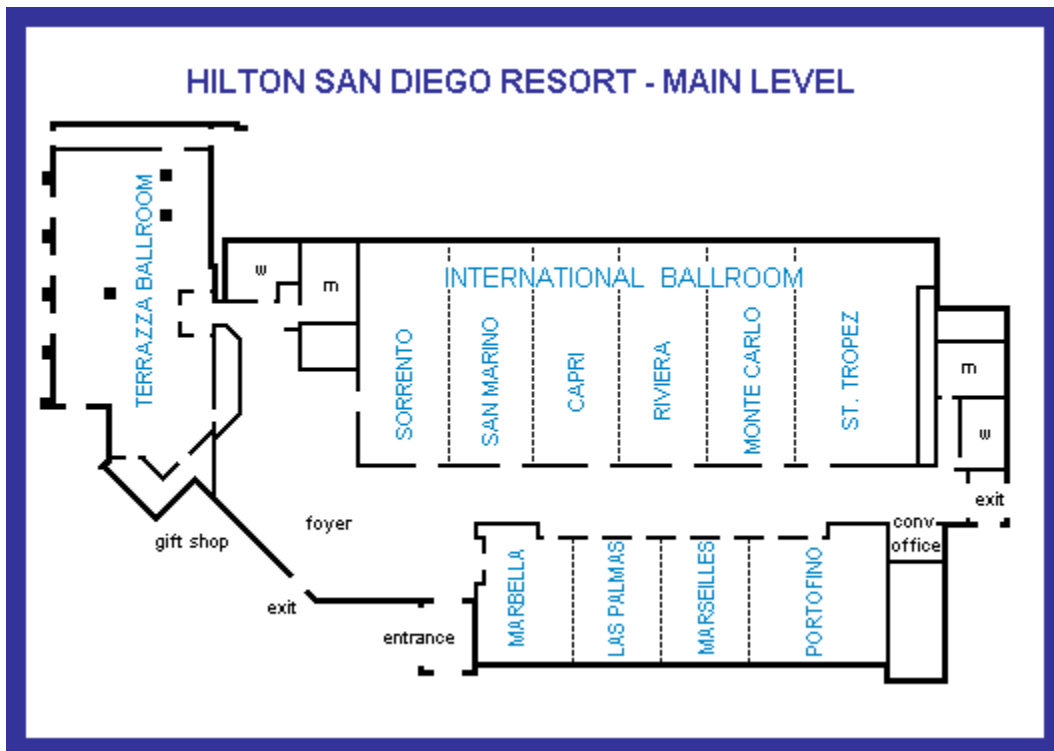 HILTON SAN DIEGO RESORT - MAIN LEVEL
TERRAZZA BALLROOM
w
m
INTERNATIONAL BALLROOM
SORRENTO
SAN MARINO
CAPRI
RIVIERA
MONTE CARLO
ST. TROPEZ
m
w
exit
foyer
gift shop
conv
office
exit
entrance
MARBELLA
LAS PALMAS
MARSEILLES
PORTOFINO